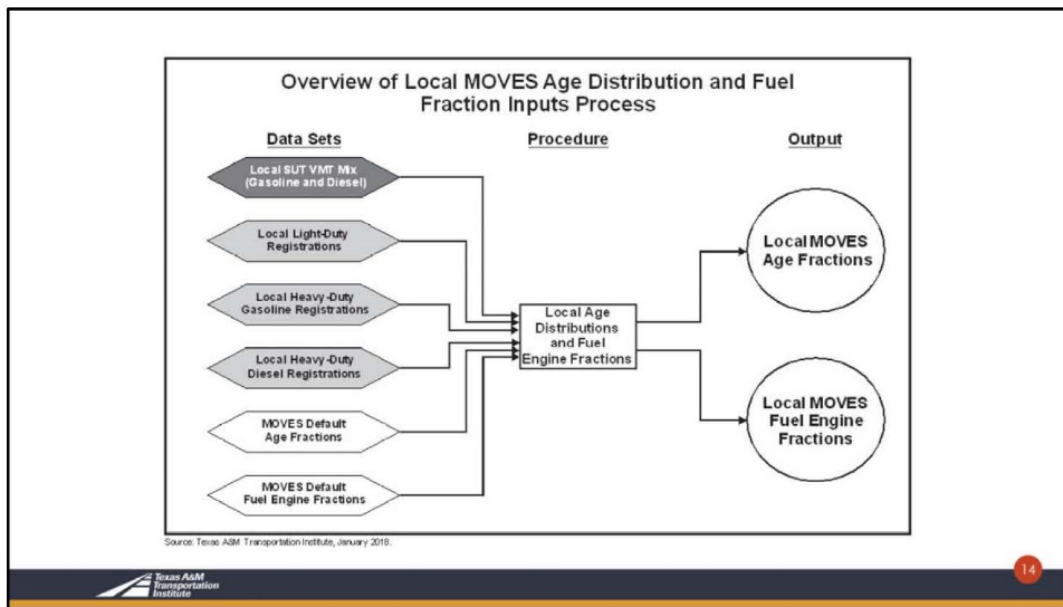 Overview of Local MOVES Age Distribution and Fuel
Fraction Inputs Process
Data Sets
Procedure
Output
Local SUT VMT Mix
(Gasoline and Diesel)
Local Light-Duty
Registrations
Local Heavy-Duty
Gasoline Registrations
Local Heavy-Duty
Diesel Registrations
MOVES Default
Age Fractions
MOVES Default
Fuel Engine Fractions
Local Age
Distributions
and Fuel
Engine Fractions
Local MOVES
Age Fractions
Local MOVES
Fuel Engine
Fractions
Source: Texas A&M Transportation Institute, January 2018.
Texas A&M
Transportation
Institute
14